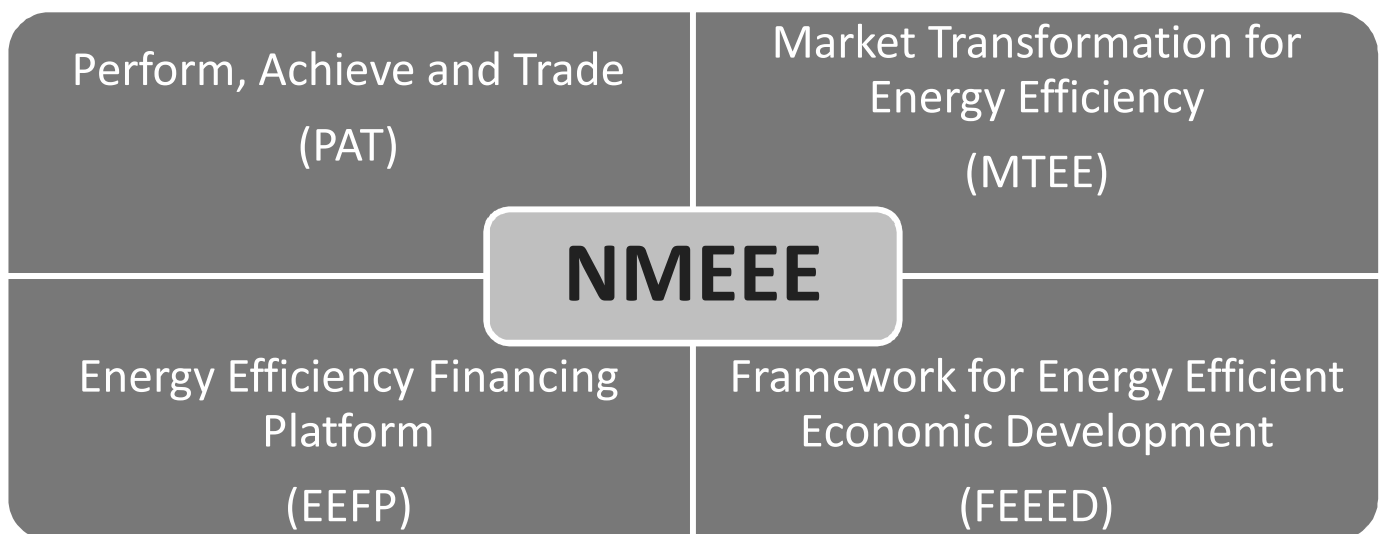 Perform, Achieve and Trade
(PAT)
Market Transformation for
Energy Efficiency
(MTEE)
NMEEE
Energy Efficiency Financing
Platform
(EEFP)
Framework for Energy Efficient
Economic Development
(FEEED)